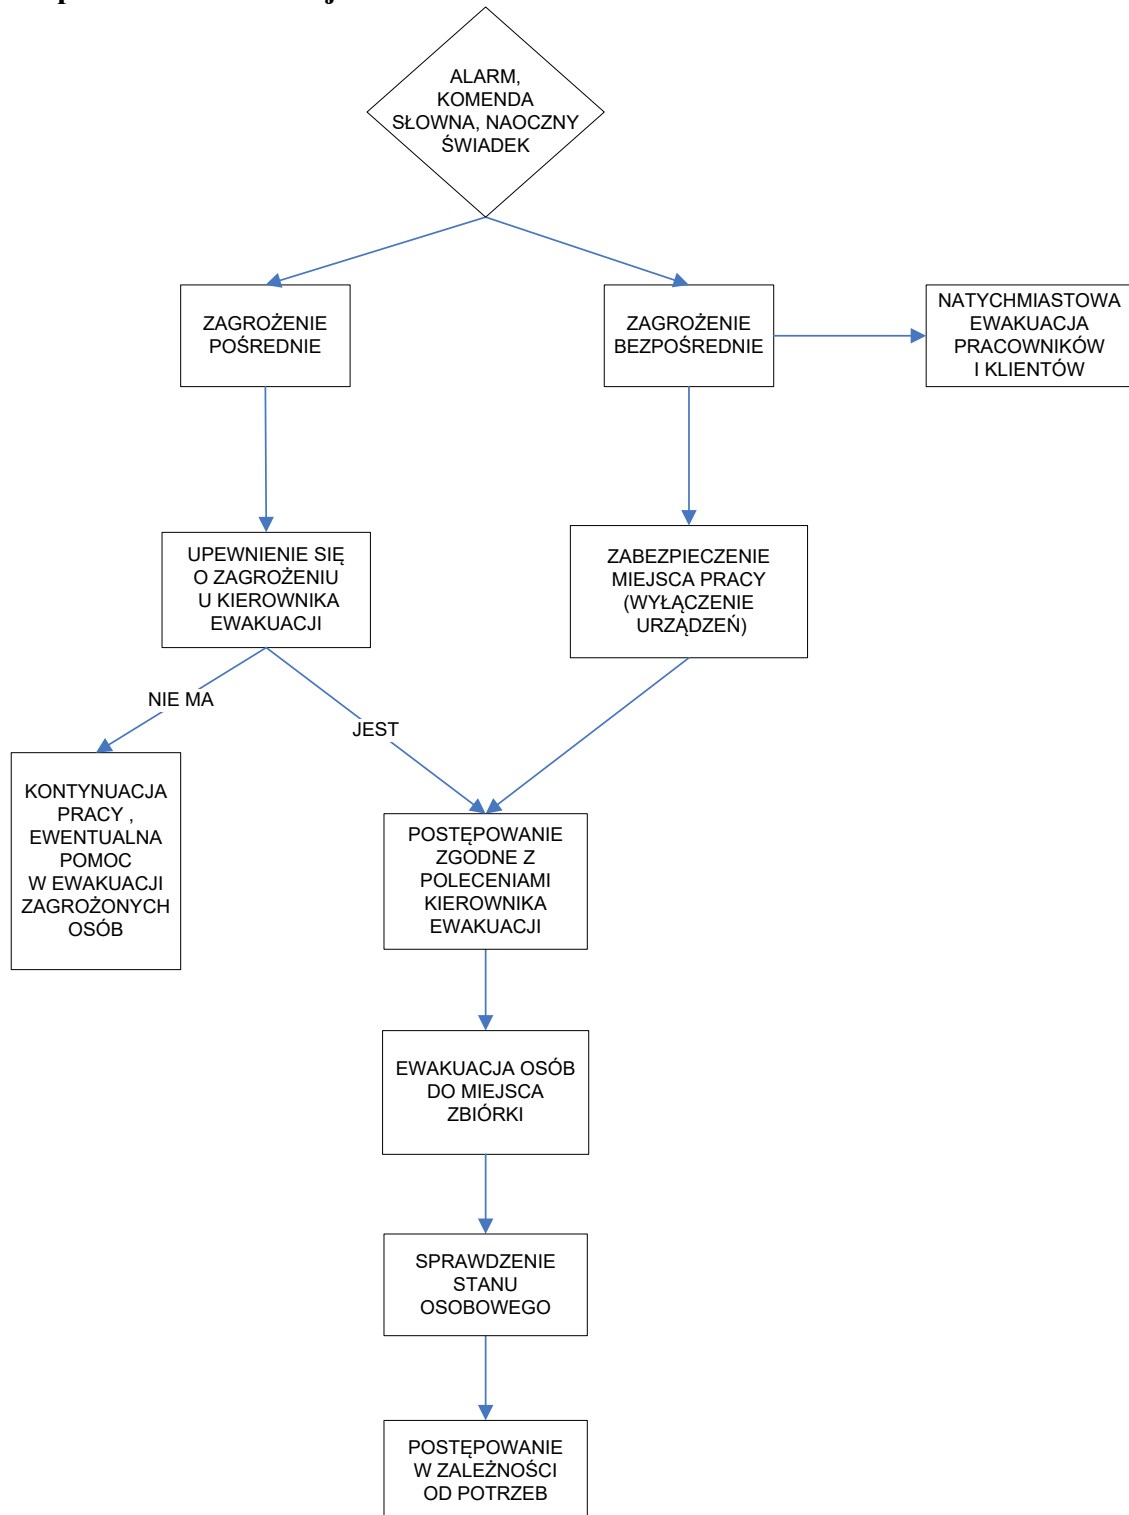 ALARM,
KOMENDA
SŁOWNA, NAOCZNY
ŚWIADEK
ZAGROŻENIE
POŚREDNIE
ZAGROŻENIE
BEZPOŚREDNIE
NATYCHMIASTOWA
EWAKUACJA
PRACOWNIKÓW
I KLIENTÓW
UPEWNIENIE SIĘ
O ZAGROŻENIU
U KIEROWNIKA
EWAKUACJI
ZABEZPIECZENIE
MIEJSCA PRACY
(WYŁĄCZENIE
URZĄDZEŃ)
NIE MA
JEST
KONTYNUACJA
PRACY ,
EWENTUALNA
POMOC
W EWAKUACJI
ZAGROŻONYCH
OSÓB
POSTĘPOWANIE
ZGODNE Z
POLECENIAMI
KIEROWNIKA
EWAKUACJI
EWAKUACJA OSÓB
DO MIEJSCA
ZBIÓRKI
SPRAWDZENIE
STANU
OSOBOWEGO
POSTĘPOWANIE
W ZALEŻNOŚCI
OD POTRZEB